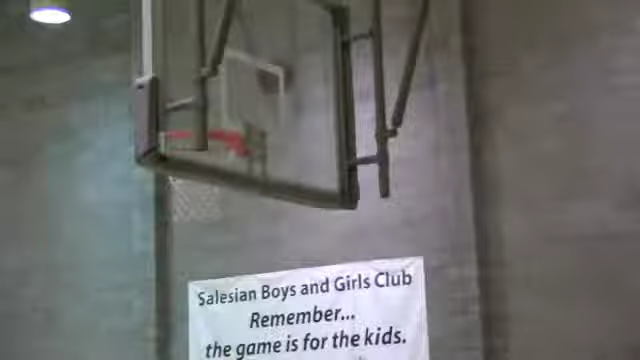 Salesian Boys and Girls Club
Remember...
the game is for the kids.